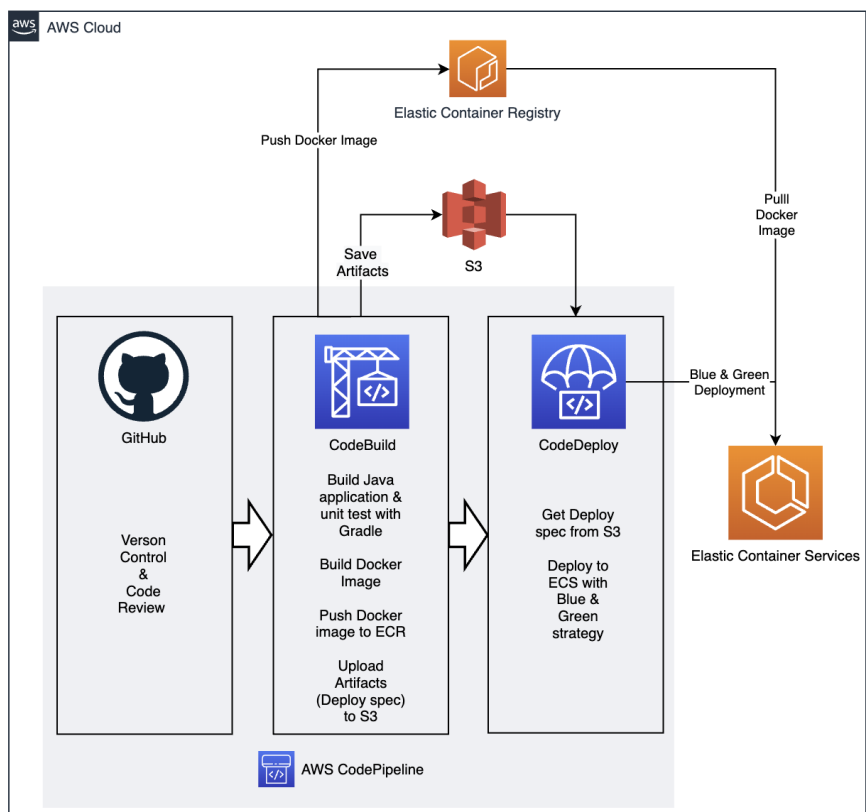 aws
AWS Cloud
Elastic Container Registry
Push Docker Image
Pulll
Docker
Image
Save
Artifacts
S3
Blue & Green
Deployment
GitHub
Verson
Control
&
Code
Review
CodeBuild
Build Java
application &
unit test with
Gradle
Build Docker
Image
Push Docker
image to ECR
Upload
Artifacts
(Deploy spec)
to S3
CodeDeploy
Get Deploy
spec from S3
Deploy to
ECS with
Blue &
Green
strategy
Elastic Container Services
AWS CodePipeline